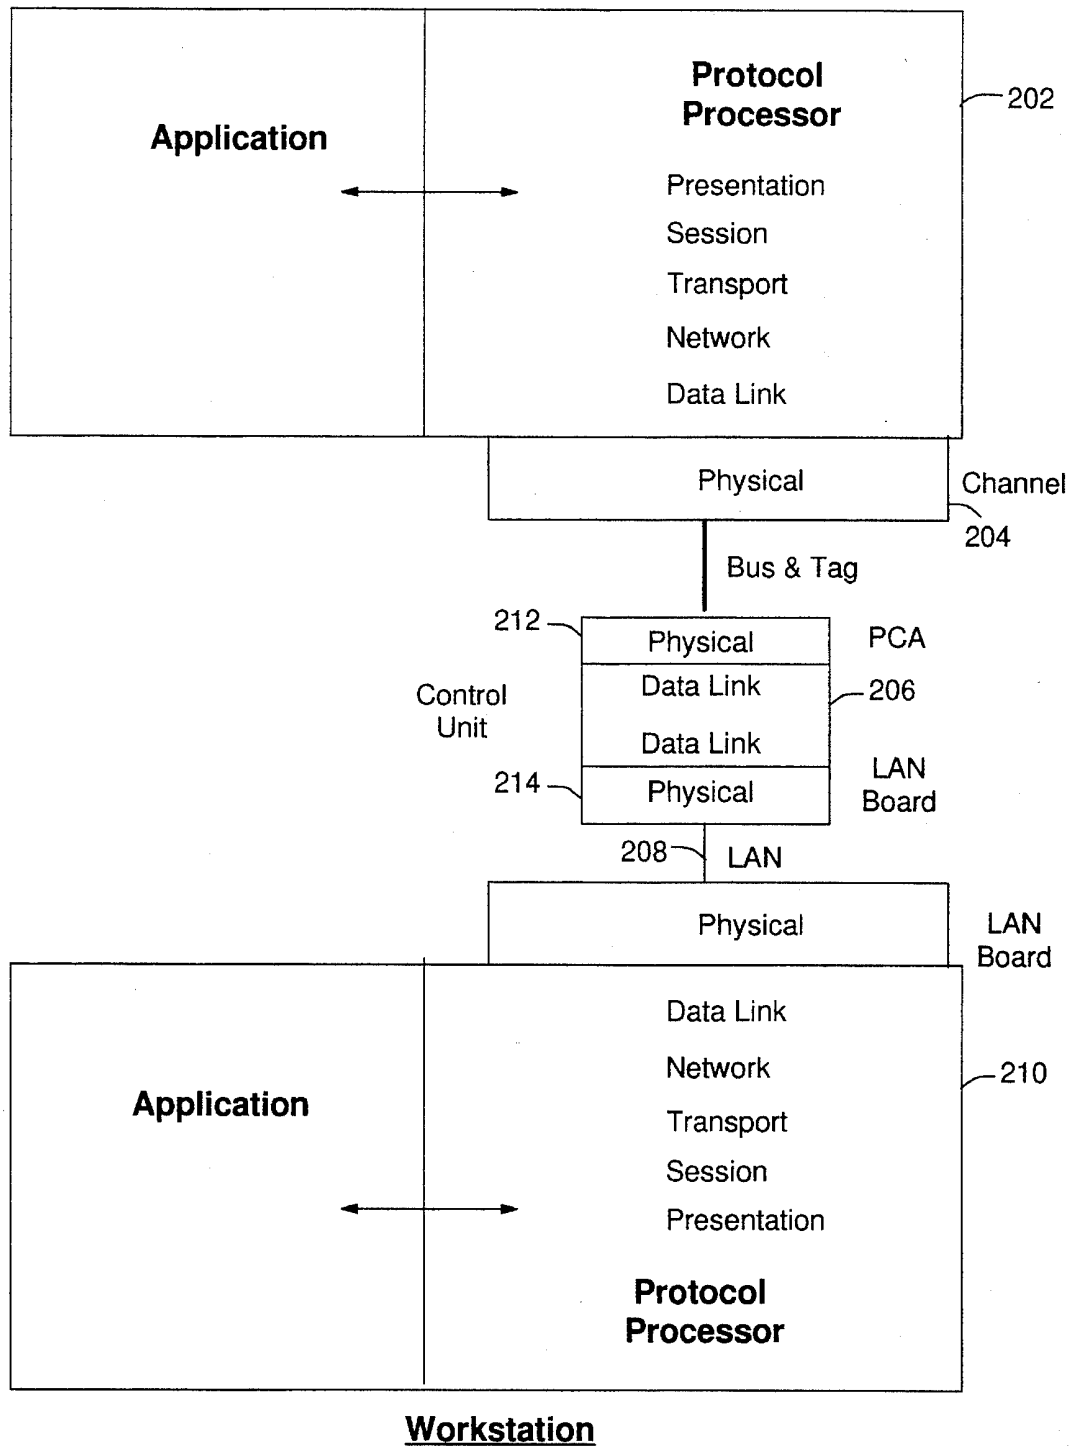 Protocol
Processor
202
Application
Presentation
Session
Transport
Network
Data Link
Physical
Channel
204
Bus & Tag
212
Physical
PCA
Control
Unit
Data Link
206
Data Link
214
Physical
LAN
Board
208
LAN
Physical
LAN
Board
Data Link
Network
210
Application
Transport
Session
Presentation
Protocol
Processor
Workstation